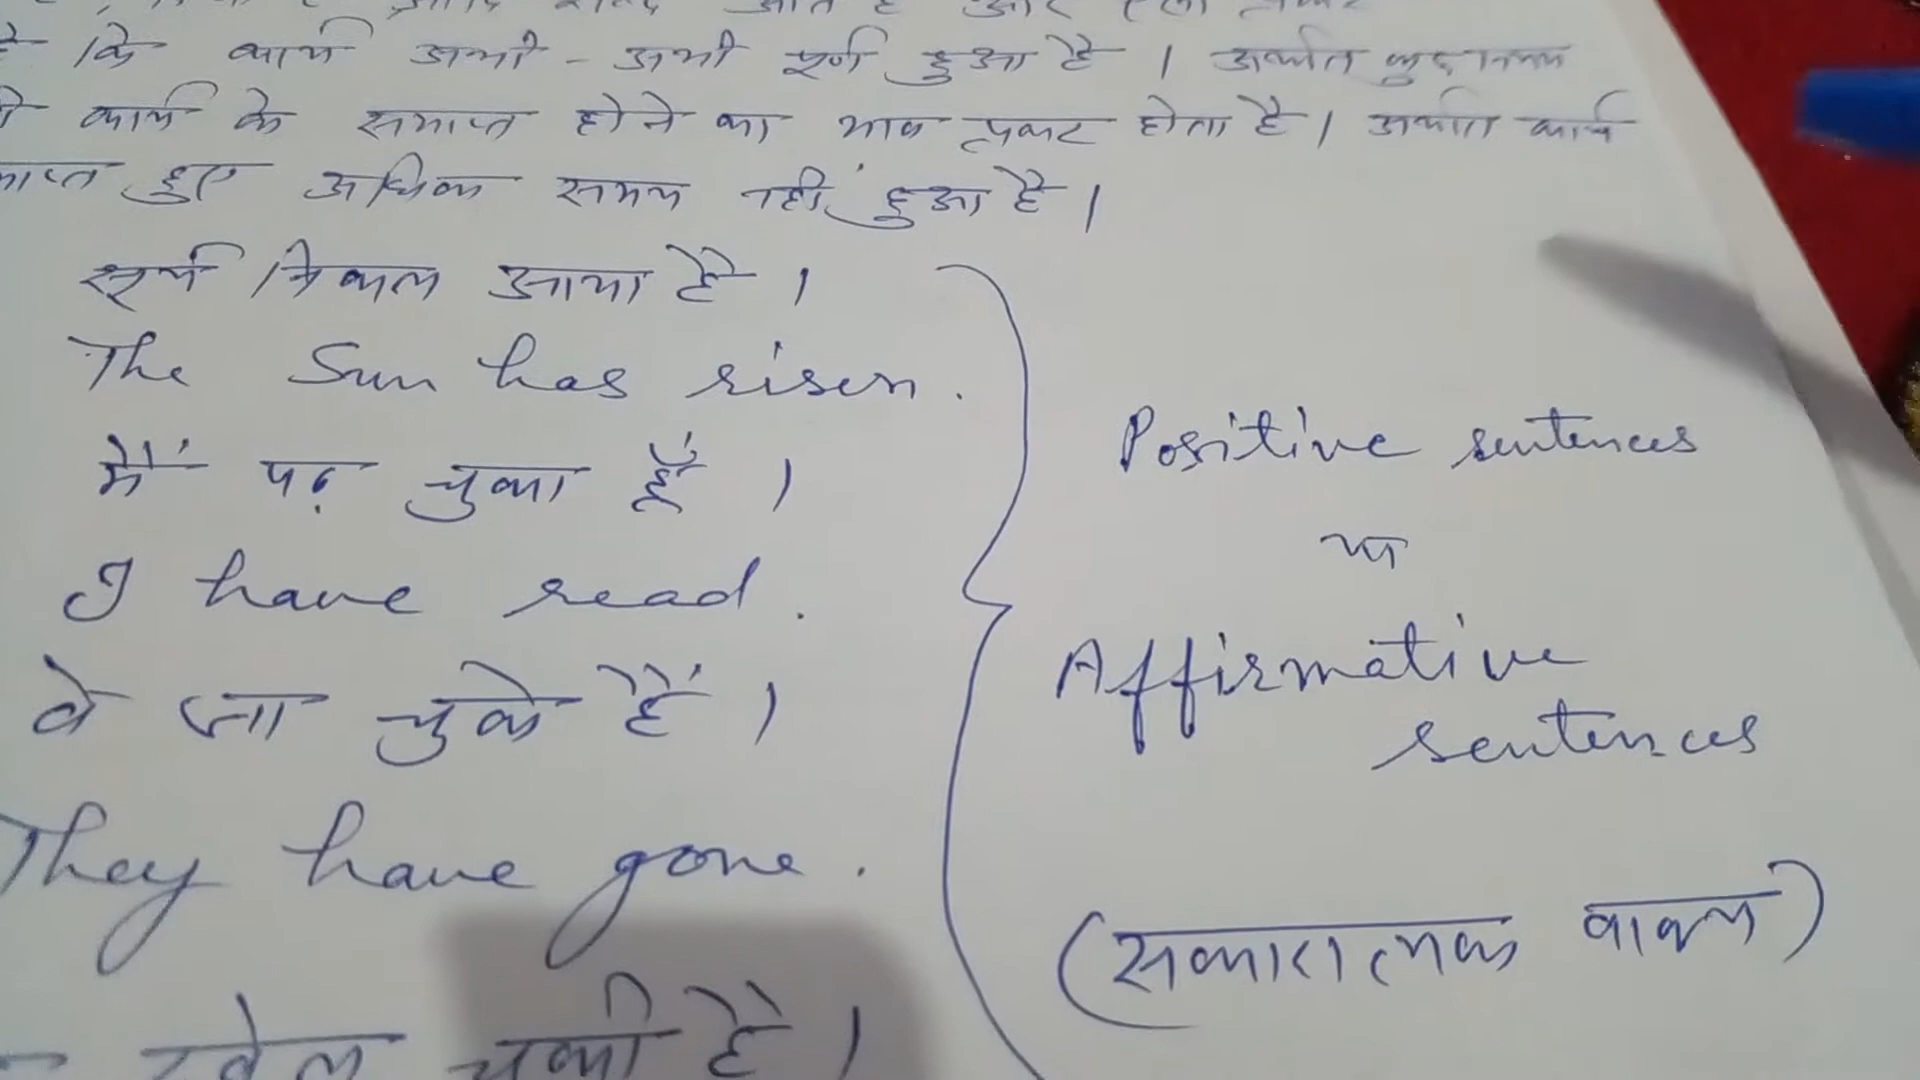 है कि कार्य अभी - अभी पूर्ण हुआ है । अर्थात
कार्य के समाप्त होने का भाव प्रकट होता है । अर्थात कार्य
हुए अधिक समय नहीं हुआ है ।
सूर्य निकल आया है ।
The Sun has risen.
मैं पढ़ चुका हूँ ।
I have read.
वे जा चुके हैं ।
They have gone.
खेल चुकी है ।
Positive sentences
या
Affirmative
sentences
(सकारात्मक वाक्य)